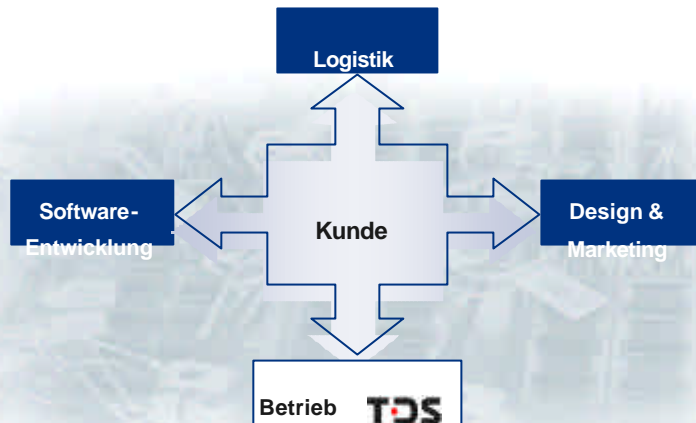 Logistik
Software-
Entwicklung
Kunde
Design &
Marketing
Betrieb TDS